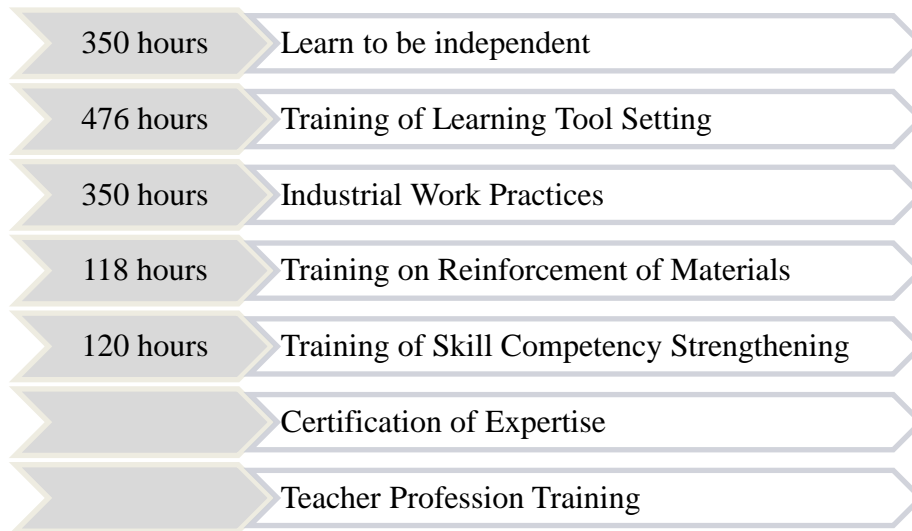 350 hours Learn to be independent
476 hours Training of Learning Tool Setting
350 hours Industrial Work Practices
118 hours Training on Reinforcement of Materials
120 hours Training of Skill Competency Strengthening
Certification of Expertise
Teacher Profession Training